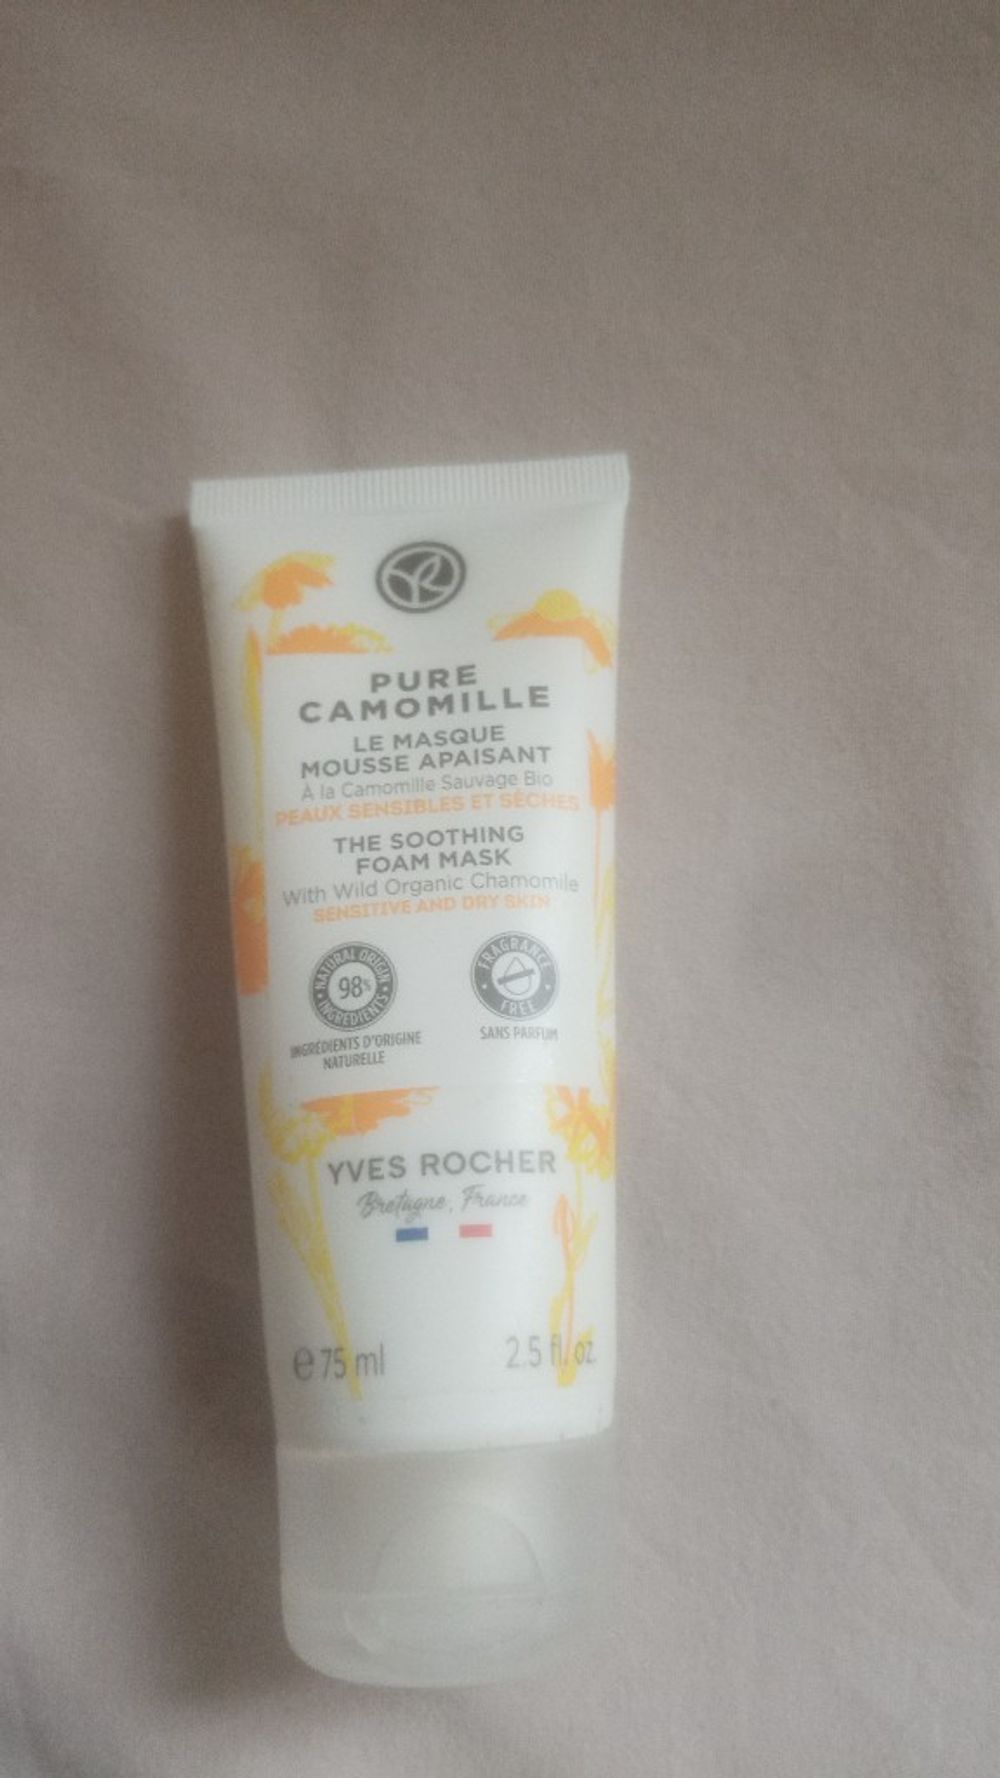 PURE
CAMOMILLE
LE MASQUE
MOUSSE APAISANT
À la Camomille Sauvage Bio
PEAUX SENSIBLES ET SÈCHES
THE SOOTHING
FOAM MASK
With Wild Organic Chamomile
SENSITIVE AND DRY SKIN
NATURAL ORIGIN
98%
INGREDIENTS
INGRÉDIENTS D'ORIGINE
NATURELLE
FRAGRANCE
FREE
SANS PARFUM
YVES ROCHER
Bretagne, France
e 75 ml
2.5 fl. oz.